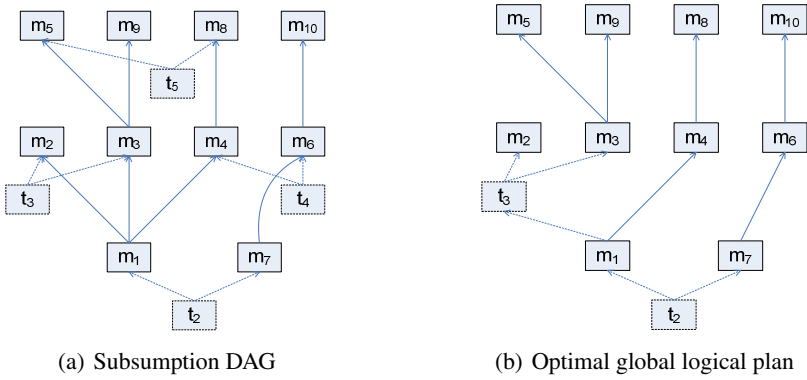 m5 m9 m8 m10
t5
m2 m3 m4 m6
t3 t4
m1 m7
t2
(a) Subsumption DAG
m5 m9 m8 m10
m2 m3 m4 m6
t3
m1 m7
t2
(b) Optimal global logical plan